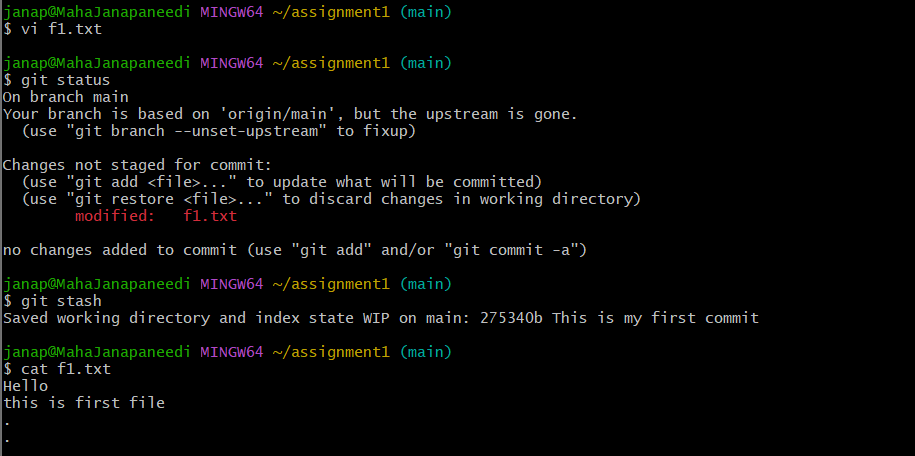 janap@MahaJanapaneedi MINGW64 ~/assignment1 (main)
$ vi f1.txt
janap@MahaJanapaneedi MINGW64 ~/assignment1 (main)
$ git status
On branch main
Your branch is based on 'origin/main', but the upstream is gone.
  (use "git branch --unset-upstream" to fixup)
Changes not staged for commit:
  (use "git add <file>..." to update what will be committed)
  (use "git restore <file>..." to discard changes in working directory)
        modified:   f1.txt
no changes added to commit (use "git add" and/or "git commit -a")
janap@MahaJanapaneedi MINGW64 ~/assignment1 (main)
$ git stash
Saved working directory and index state WIP on main: 275340b This is my first commit
janap@MahaJanapaneedi MINGW64 ~/assignment1 (main)
$ cat f1.txt
Hello
this is first file
.
.